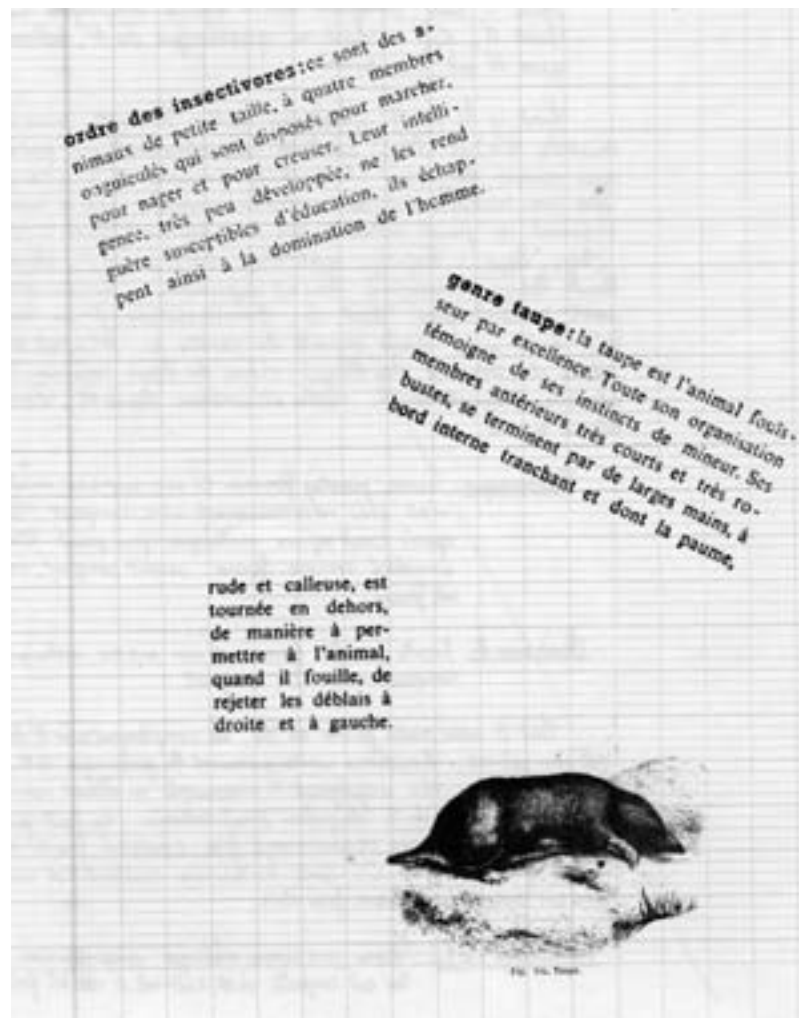 ordre des insectivores: ce sont des a-
nimaux de petite taille, à quatre membres
onguiculés qui sont disposés pour marcher,
pour nager et pour creuser. Leur intelli-
gence, très peu développée, ne les rend
guère susceptibles d'éducation, ils échap-
pent ainsi à la domination de l'homme.
genre taupe: la taupe est l'animal fouis-
seur par excellence. Toute son organisation
témoigne de ses instincts de mineur. Ses
membres antérieurs très courts et très ro-
bustes, se terminent par de larges mains, à
bord interne tranchant et dont la paume,
rude et calleuse, est
tournée en dehors,
de manière à per-
mettre à l'animal,
quand il fouille, de
rejeter les déblais à
droite et à gauche.